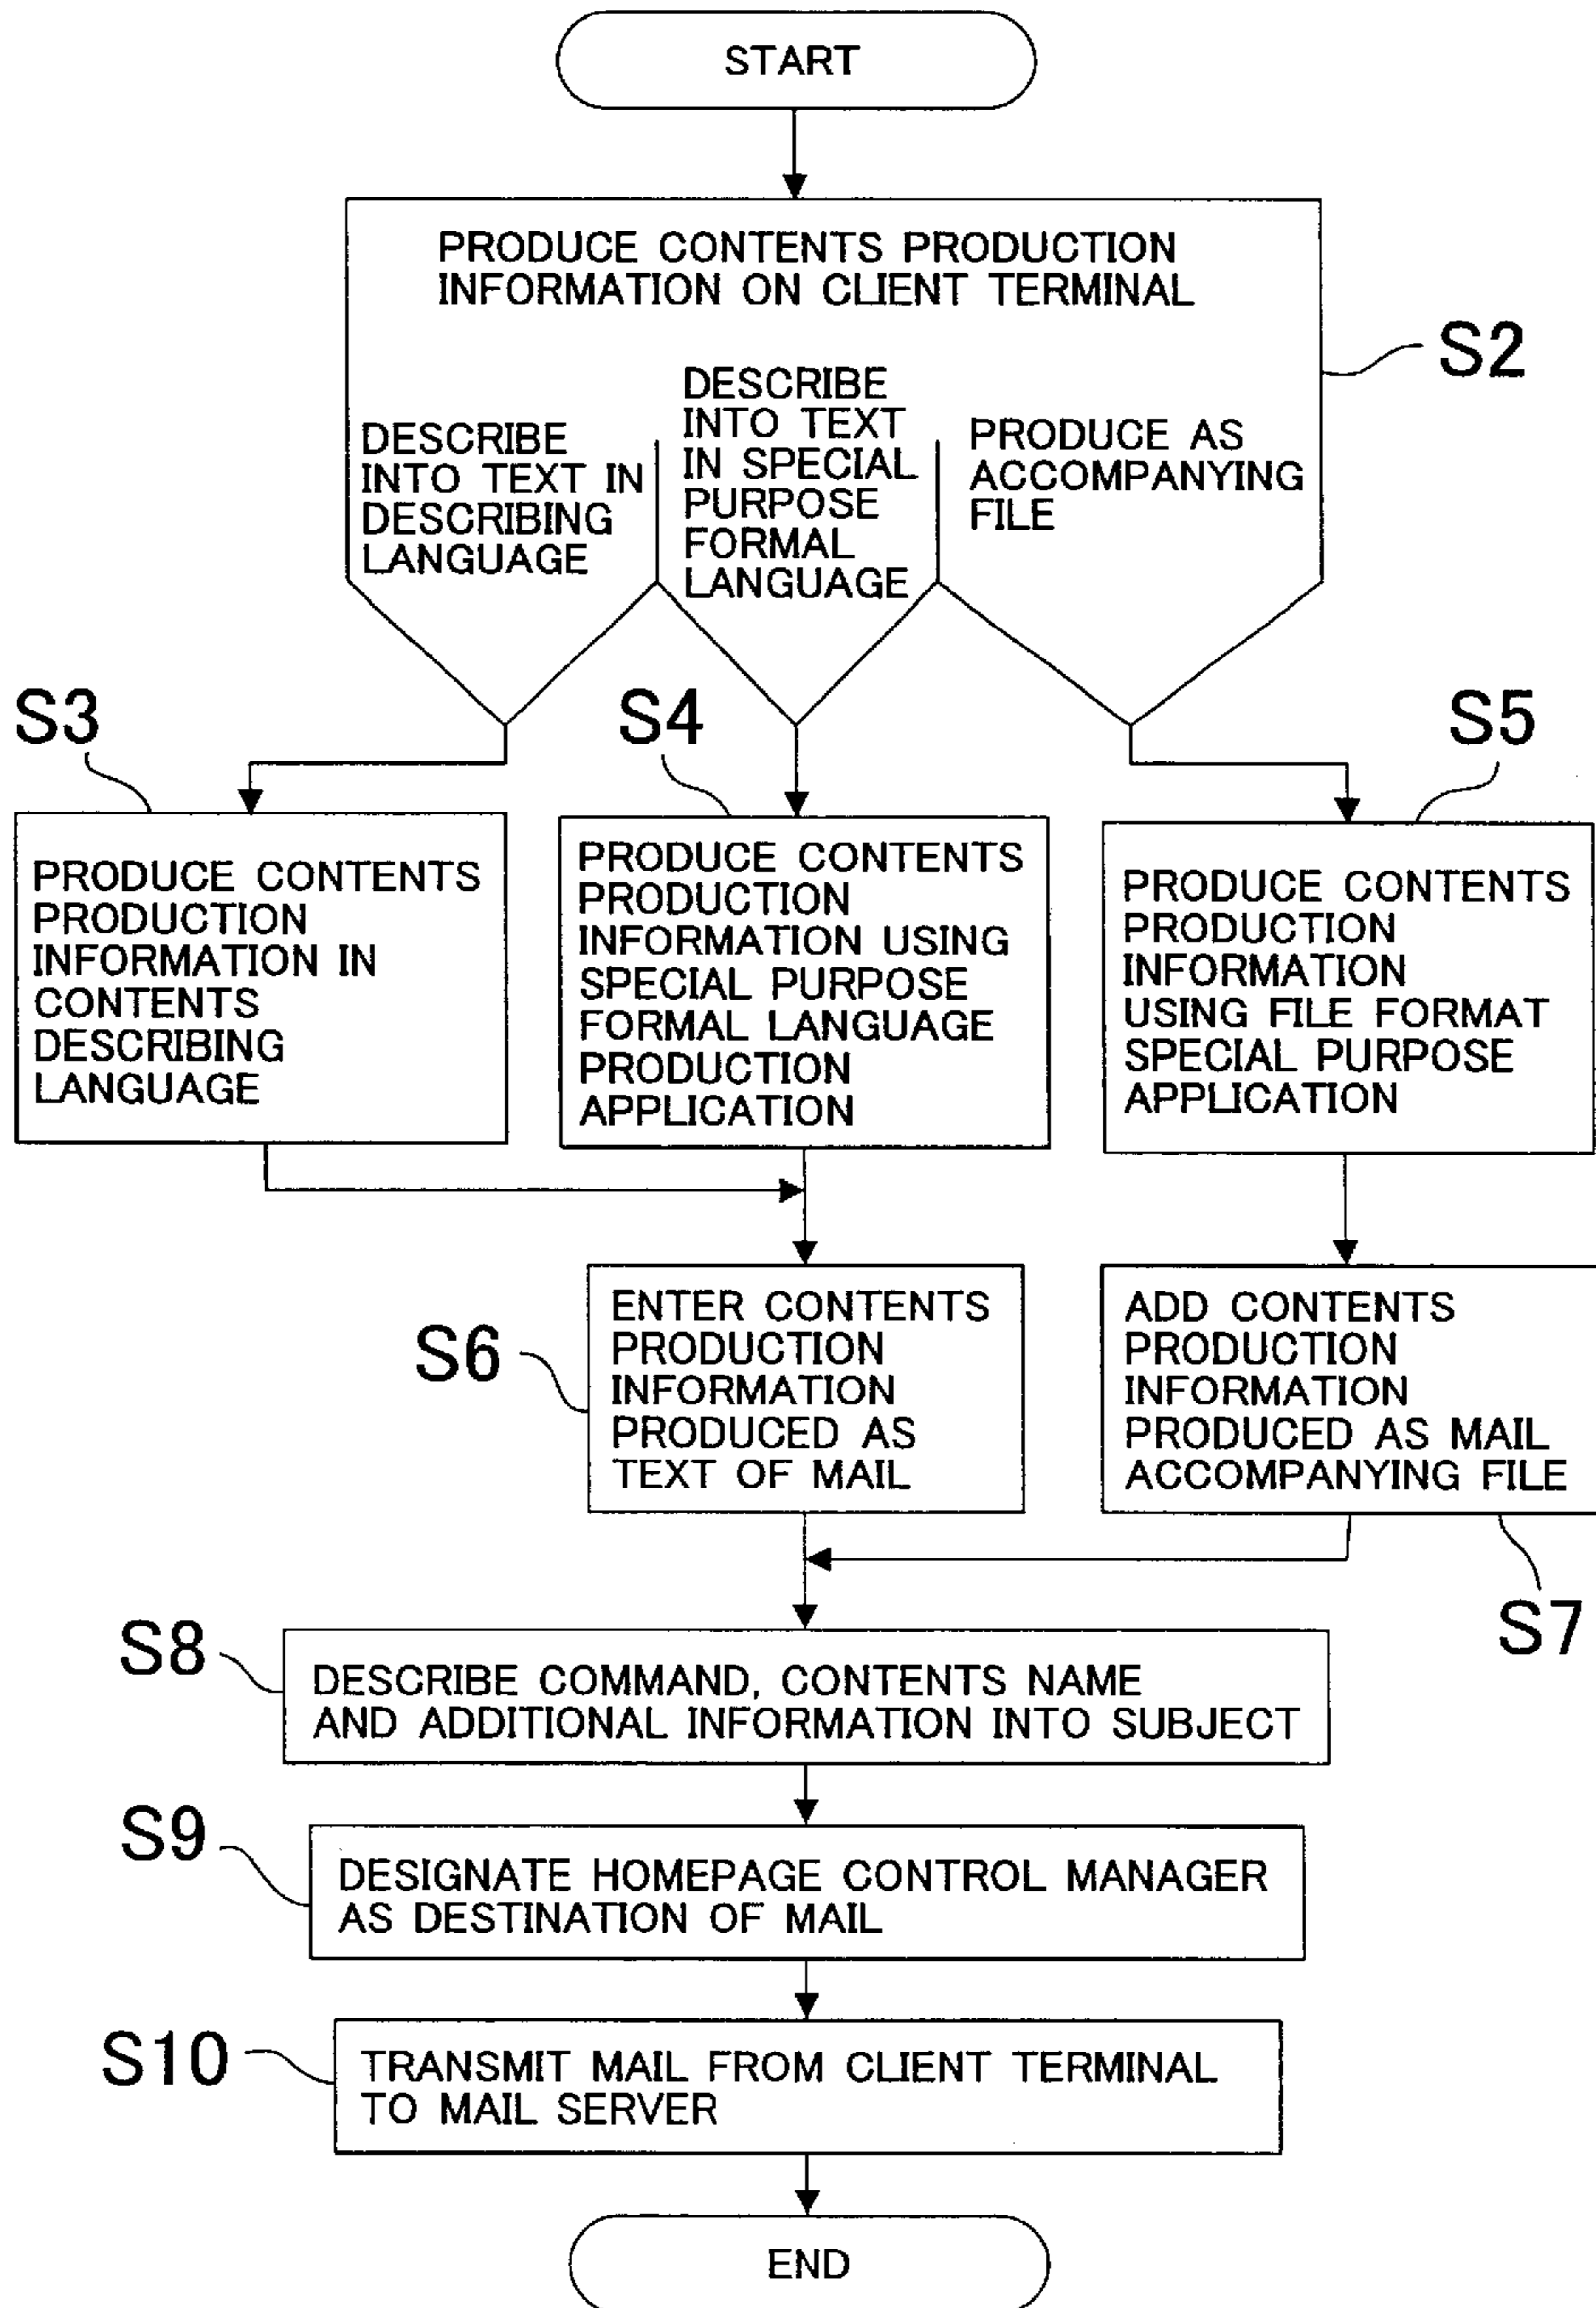 START
PRODUCE CONTENTS PRODUCTION
INFORMATION ON CLIENT TERMINAL
S2
DESCRIBE
INTO TEXT IN
DESCRIBING
LANGUAGE
DESCRIBE
INTO TEXT
IN SPECIAL
PURPOSE
FORMAL
LANGUAGE
PRODUCE AS
ACCOMPANYING
FILE
S3
S4
S5
PRODUCE CONTENTS
PRODUCTION
INFORMATION IN
CONTENTS
DESCRIBING
LANGUAGE
PRODUCE CONTENTS
PRODUCTION
INFORMATION USING
SPECIAL PURPOSE
FORMAL LANGUAGE
PRODUCTION
APPLICATION
PRODUCE CONTENTS
PRODUCTION
INFORMATION
USING FILE FORMAT
SPECIAL PURPOSE
APPLICATION
S6
ENTER CONTENTS
PRODUCTION
INFORMATION
PRODUCED AS
TEXT OF MAIL
ADD CONTENTS
PRODUCTION
INFORMATION
PRODUCED AS MAIL
ACCOMPANYING FILE
S7
S8
DESCRIBE COMMAND, CONTENTS NAME
AND ADDITIONAL INFORMATION INTO SUBJECT
S9
DESIGNATE HOMEPAGE CONTROL MANAGER
AS DESTINATION OF MAIL
S10
TRANSMIT MAIL FROM CLIENT TERMINAL
TO MAIL SERVER
END